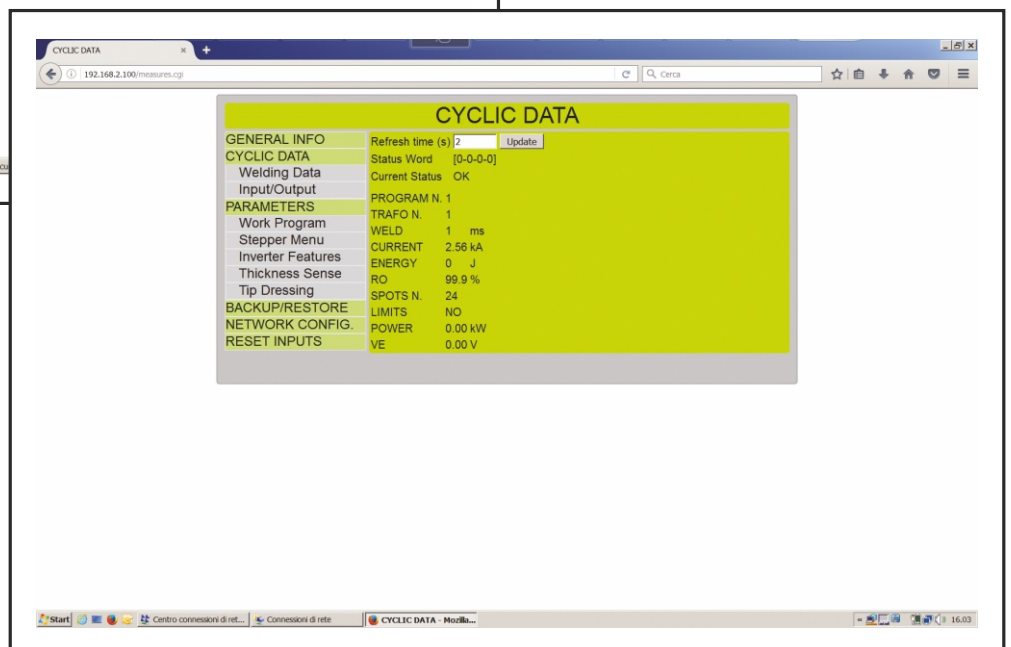 CYCLIC DATA
192.168.2.100/measures.cgi
Cerca
CYCLIC DATA
GENERAL INFO
CYCLIC DATA
Welding Data
Input/Output
PARAMETERS
Work Program
Stepper Menu
Inverter Features
Thickness Sense
Tip Dressing
BACKUP/RESTORE
NETWORK CONFIG.
RESET INPUTS
Refresh time (s) 2 Update
Status Word [0-0-0-0]
Current Status OK
PROGRAM N. 1
TRAFO N. 1
WELD 1 ms
CURRENT 2.56 kA
ENERGY 0 J
RO 99.9 %
SPOTS N. 24
LIMITS NO
POWER 0.00 kW
VE 0.00 V
Start Centro connessioni di ret... Connessioni di rete CYCLIC DATA - Mozilla... 16.03